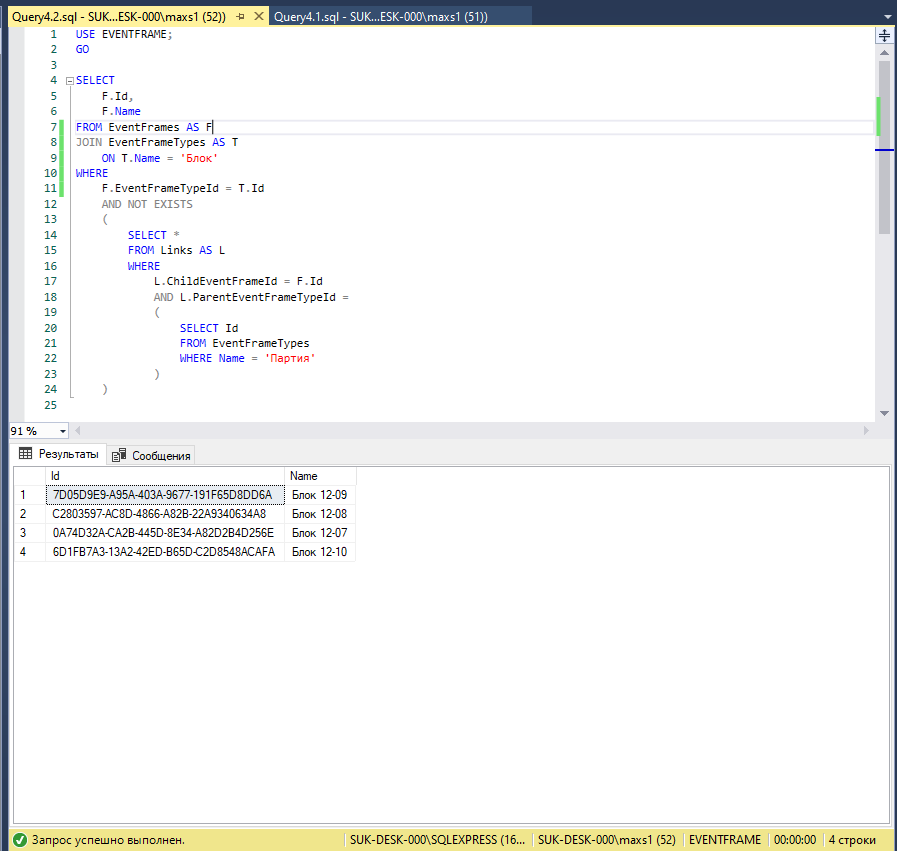 Query4.2.sql - SUK...ESK-000\maxs1 (52)) Query4.1.sql - SUK...ESK-000\maxs1 (51))
1 USE EVENTFRAME;
2 GO
3
4 SELECT
5 F.Id,
6 F.Name
7 FROM EventFrames AS F
8 JOIN EventFrameTypes AS T
9 ON T.Name = 'Блок'
10 WHERE
11 F.EventFrameTypeId = T.Id
12 AND NOT EXISTS
13 (
14 SELECT *
15 FROM Links AS L
16 WHERE
17 L.ChildEventFrameId = F.Id
18 AND L.ParentEventFrameTypeId =
19 (
20 SELECT Id
21 FROM EventFrameTypes
22 WHERE Name = 'Партия'
23 )
24 )
25
91 %
Результаты Сообщения
Id Name
1 7D05D9E9-A95A-403A-9677-191F65D8DD6A Блок 12-09
2 C2803597-AC8D-4866-A82B-22A9340634A8 Блок 12-08
3 0A74D32A-CA2B-445D-8E34-A82D2B4D256E Блок 12-07
4 6D1FB7A3-13A2-42ED-B65D-C2D8548ACAFA Блок 12-10
Запрос успешно выполнен. SUK-DESK-000\SQLEXPRESS (16... SUK-DESK-000\maxs1 (52) EVENTFRAME 00:00:00 4 строки